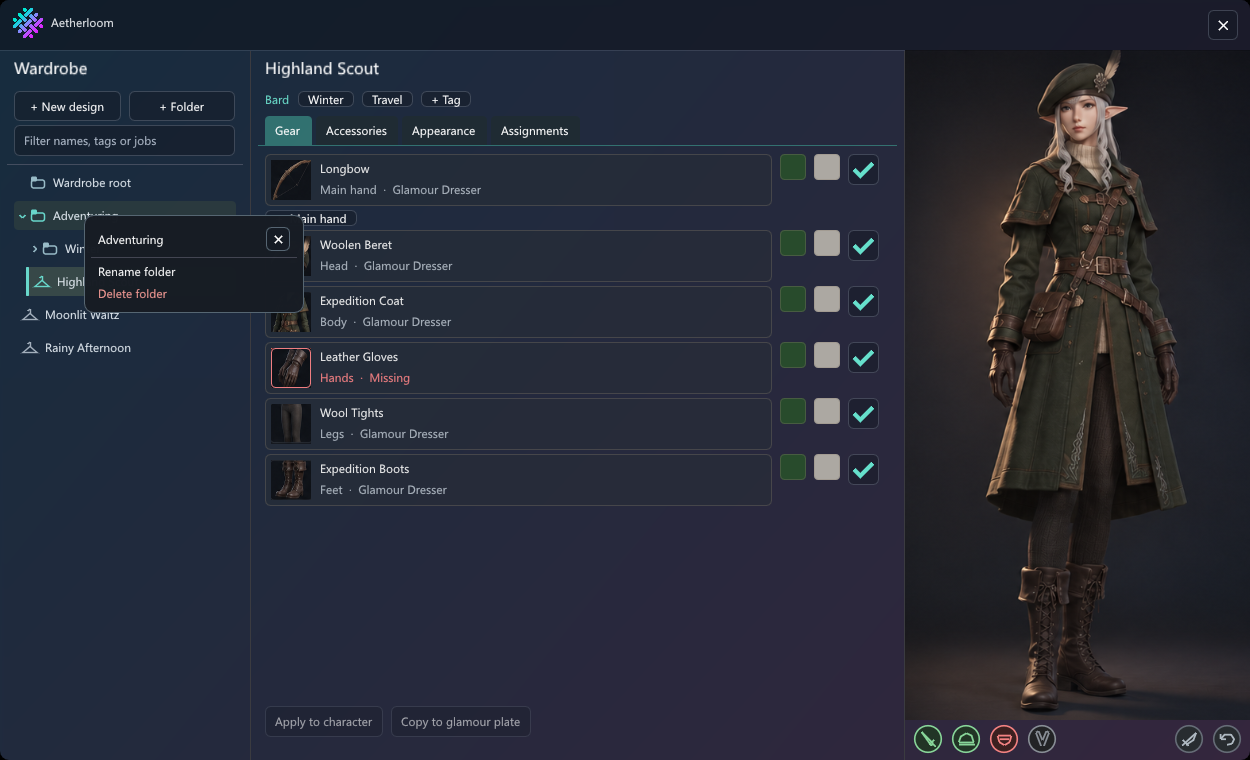 Aetherloom
Wardrobe
+ New design
+ Folder
Filter names, tags or jobs
Wardrobe root
Adventuring
Adventuring
Rename folder
Delete folder
Moonlit Waltz
Rainy Afternoon
Highland Scout
Bard
Winter
Travel
+ Tag
Gear
Accessories
Appearance
Assignments
Longbow
Main hand · Glamour Dresser
hand
Woolen Beret
Head · Glamour Dresser
Expedition Coat
Body · Glamour Dresser
Leather Gloves
Hands · Missing
Wool Tights
Legs · Glamour Dresser
Expedition Boots
Feet · Glamour Dresser
Apply to character
Copy to glamour plate